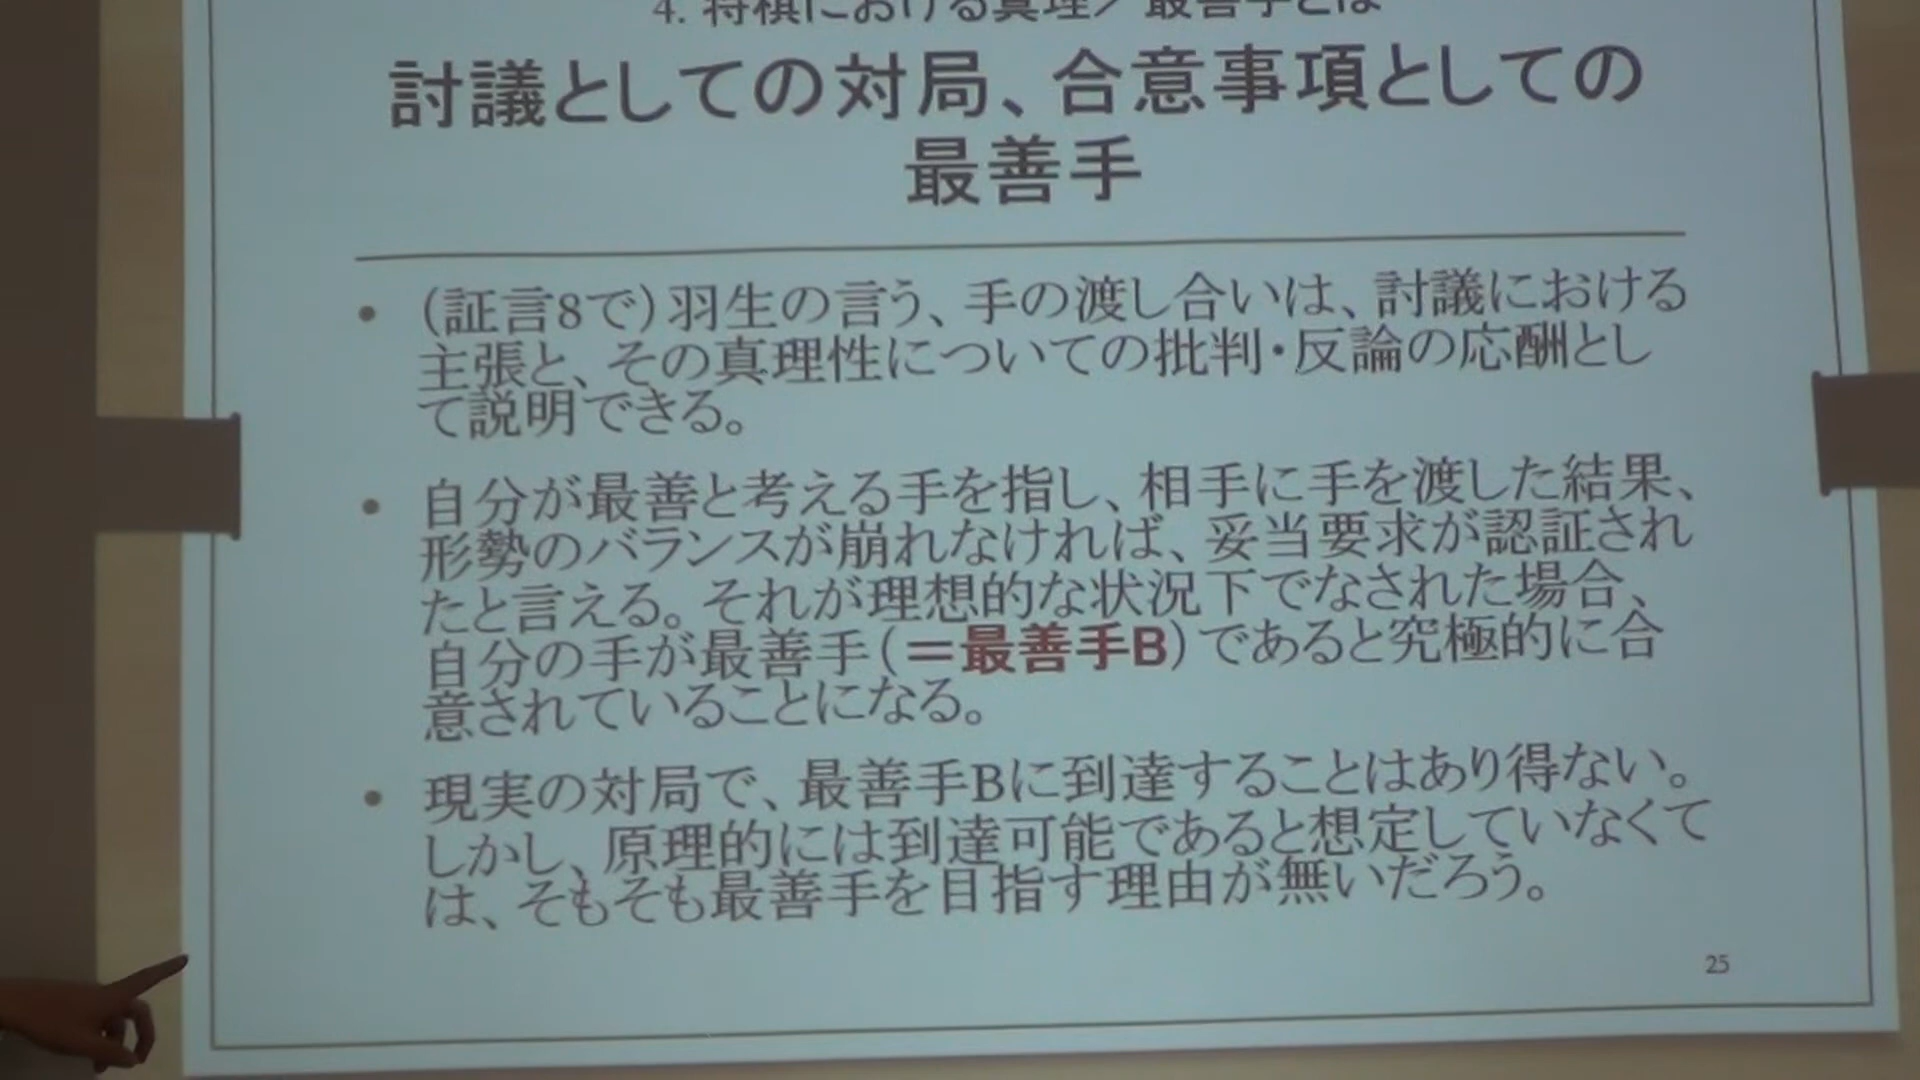 4. 将棋における真理／最善手とは
討議としての対局、合意事項としての
最善手
• （証言8で）羽生の言う、手の渡し合いは、討議における
主張と、その真理性についての批判・反論の応酬とし
て説明できる。
• 自分が最善と考える手を指し、相手に手を渡した結果、
形勢のバランスが崩れなければ、妥当要求が認証され
たと言える。それが理想的な状況下でなされた場合、
自分の手が最善手（＝最善手B）であると究極的に合
意されていることになる。
• 現実の対局で、最善手Bに到達することはあり得ない。
しかし、原理的には到達可能であると想定していなくて
は、そもそも最善手を目指す理由が無いだろう。
25